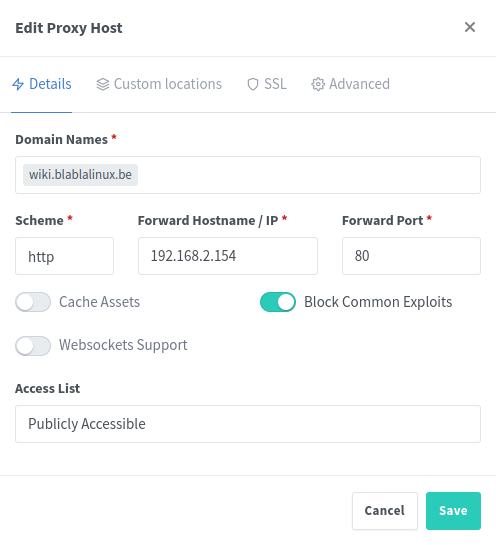 Edit Proxy Host
Details Custom locations SSL Advanced
Domain Names *
wiki.blablalinux.be
Scheme * Forward Hostname / IP * Forward Port *
http 192.168.2.154 80
Cache Assets Block Common Exploits
Websockets Support
Access List
Publicly Accessible
Cancel Save